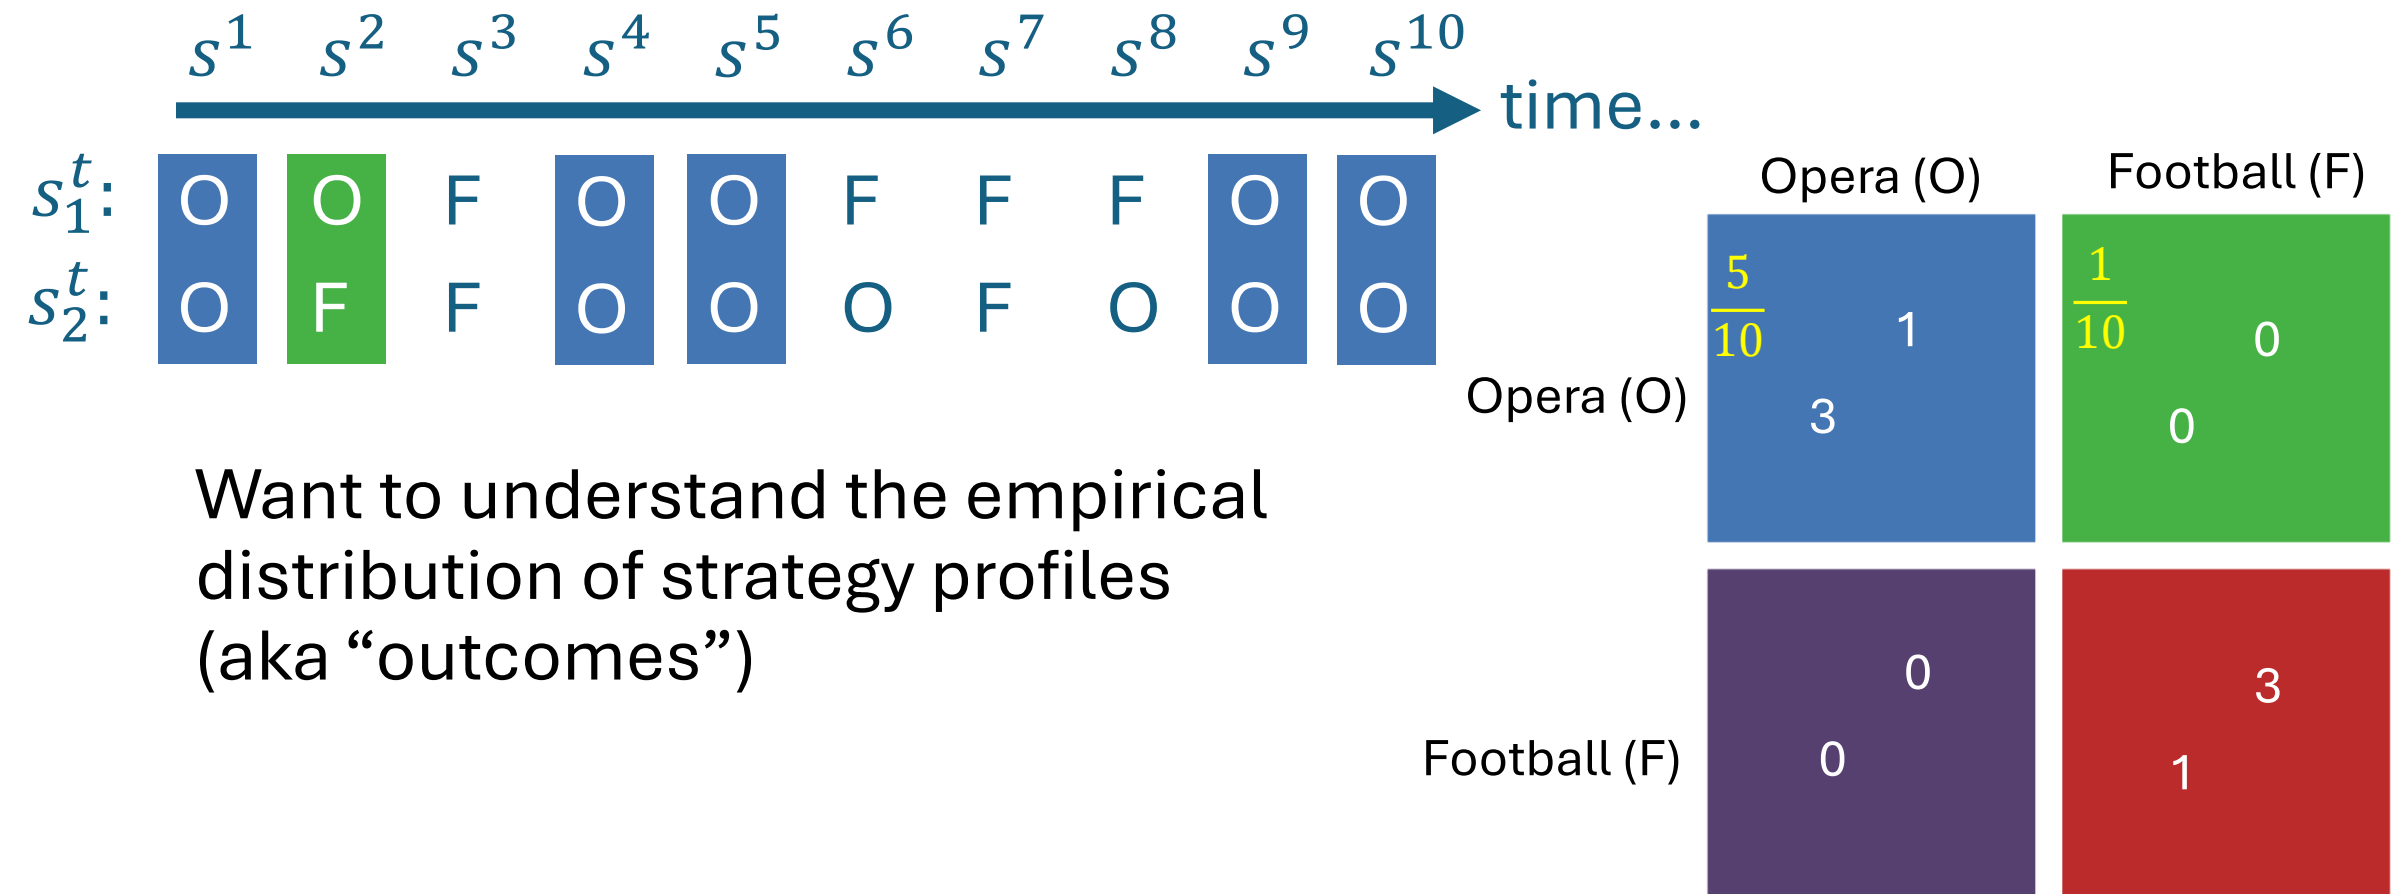 s¹ s² s³ s⁴ s⁵ s⁶ s⁷ s⁸ s⁹ s¹⁰
time...
s₁ᵗ: O O F O O F F F O O
s₂ᵗ: O F F O O O F O O O
Want to understand the empirical
distribution of strategy profiles
(aka “outcomes”)
Opera (O) Football (F)
Opera (O)
5/10 1
3
1/10 0
0
Football (F)
0
0
3
1